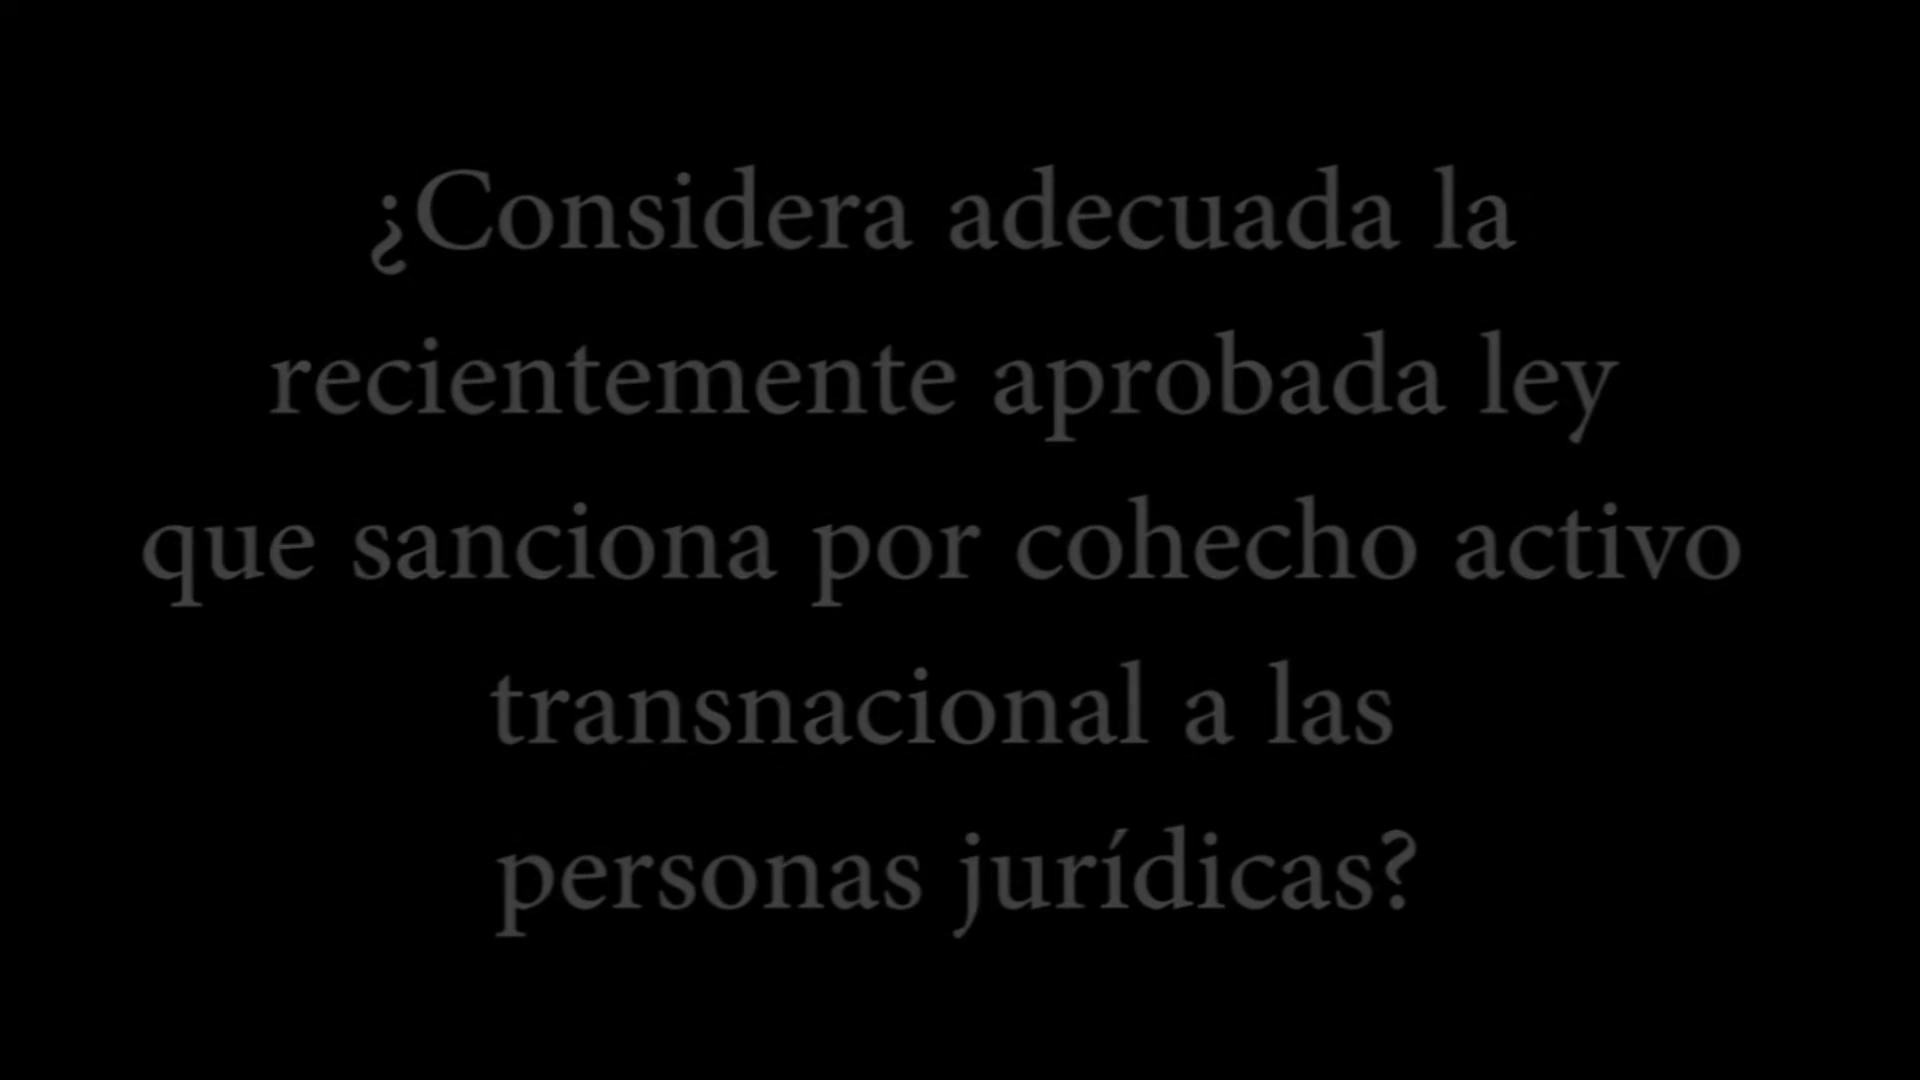 ¿Considera adecuada la
recientemente aprobada ley
que sanciona por cohecho activo
transnacional a las
personas jurídicas?